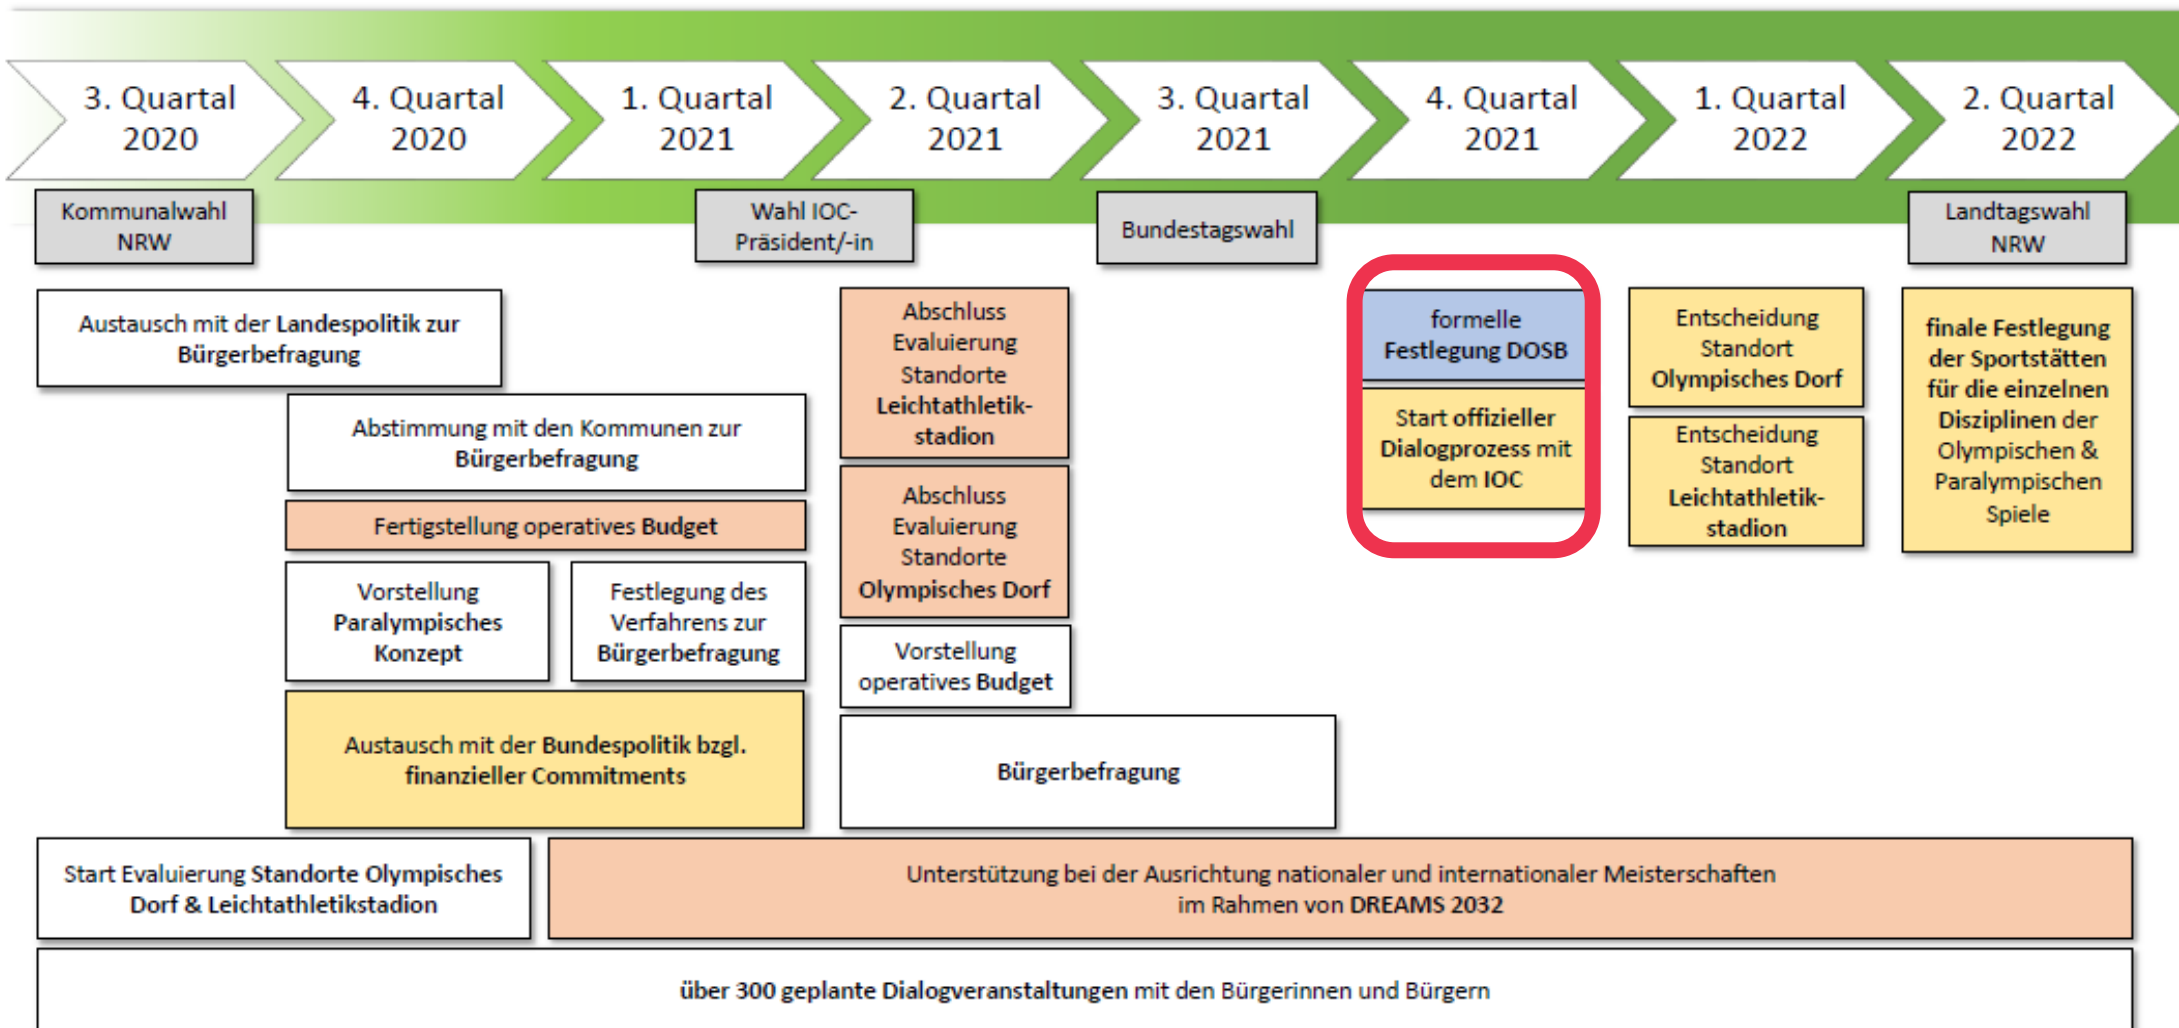 3. Quartal
2020
4. Quartal
2020
1. Quartal
2021
2. Quartal
2021
3. Quartal
2021
4. Quartal
2021
1. Quartal
2022
2. Quartal
2022
Kommunalwahl
NRW
Wahl IOC-
Präsident/-in
Bundestagswahl
Landtagswahl
NRW
Austausch mit der Landespolitik zur
Bürgerbefragung
Abstimmung mit den Kommunen zur
Bürgerbefragung
Fertigstellung operatives Budget
Vorstellung
Paralympisches
Konzept
Festlegung des
Verfahrens zur
Bürgerbefragung
Austausch mit der Bundespolitik bzgl.
finanzieller Commitments
Abschluss
Evaluierung
Standorte
Leichtathletik-
stadion
Abschluss
Evaluierung
Standorte
Olympisches Dorf
Vorstellung
operatives Budget
Bürgerbefragung
formelle
Festlegung DOSB
Start offizieller
Dialogprozess mit
dem IOC
Entscheidung
Standort
Olympisches Dorf
Entscheidung
Standort
Leichtathletik-
stadion
finale Festlegung
der Sportstätten
für die einzelnen
Disziplinen der
Olympischen &
Paralympischen
Spiele
Start Evaluierung Standorte Olympisches
Dorf & Leichtathletikstadion
Unterstützung bei der Ausrichtung nationaler und internationaler Meisterschaften
im Rahmen von DREAMS 2032
über 300 geplante Dialogveranstaltungen mit den Bürgerinnen und Bürgern